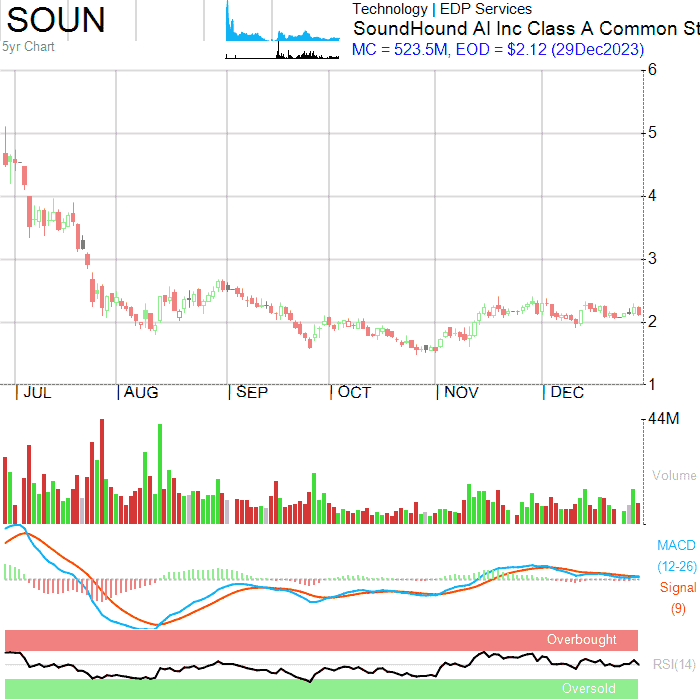 SOUN
5yr Chart
Technology | EDP Services
SoundHound AI Inc Class A Common St
MC = 523.5M, EOD = $2.12 (29Dec2023)
6
5
4
3
2
1
JUL AUG SEP OCT NOV DEC
44M
Volume
MACD
(12-26)
Signal
(9)
Overbought
RSI(14)
Oversold